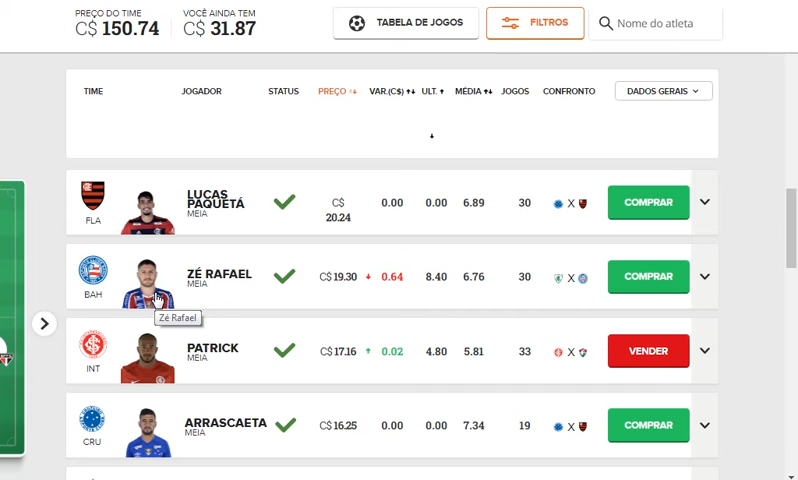 PREÇO DO TIME
C$ 150.74
VOCÊ AINDA TEM
C$ 31.87
TABELA DE JOGOS
FILTROS
Nome do atleta
TIME JOGADOR STATUS PREÇO VAR.(C$) ULT. MÉDIA JOGOS CONFRONTO DADOS GERAIS
FLA
LUCAS
PAQUETÁ
MEIA
C$
20.24
0.00 0.00 6.89 30 X COMPRAR
BAH
ZÉ RAFAEL
MEIA
C$ 19.30 0.64 8.40 6.76 30 X COMPRAR
Zé Rafael
INT
PATRICK
MEIA
C$ 17.16 0.02 4.80 5.81 33 X VENDER
CRU
ARRASCAETA
MEIA
C$ 16.25 0.00 0.00 7.34 19 X COMPRAR